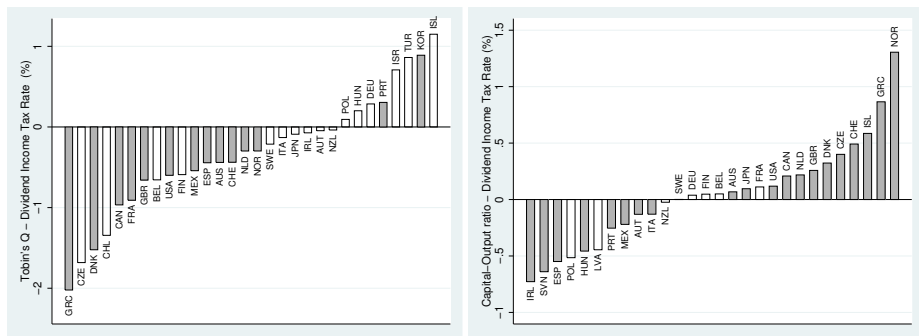 Tobin's Q – Dividend Income Tax Rate (%)
1
0
−1
−2
GRC
CZE
DNK
CHL
CAN
FRA
GBR
BEL
USA
FIN
MEX
ESP
AUS
CHE
NLD
NOR
SWE
ITA
JPN
IRL
AUT
NZL
POL
HUN
DEU
PRT
ISR
TUR
KOR
ISL
Capital–Output ratio – Dividend Income Tax Rate (%)
1.5
1
.5
0
−.5
−1
IRL
SVN
ESP
POL
HUN
LVA
PRT
MEX
AUT
ITA
NZL
SWE
DEU
FIN
BEL
AUS
JPN
FRA
USA
CAN
NLD
GBR
DNK
CZE
CHE
ISL
GRC
NOR